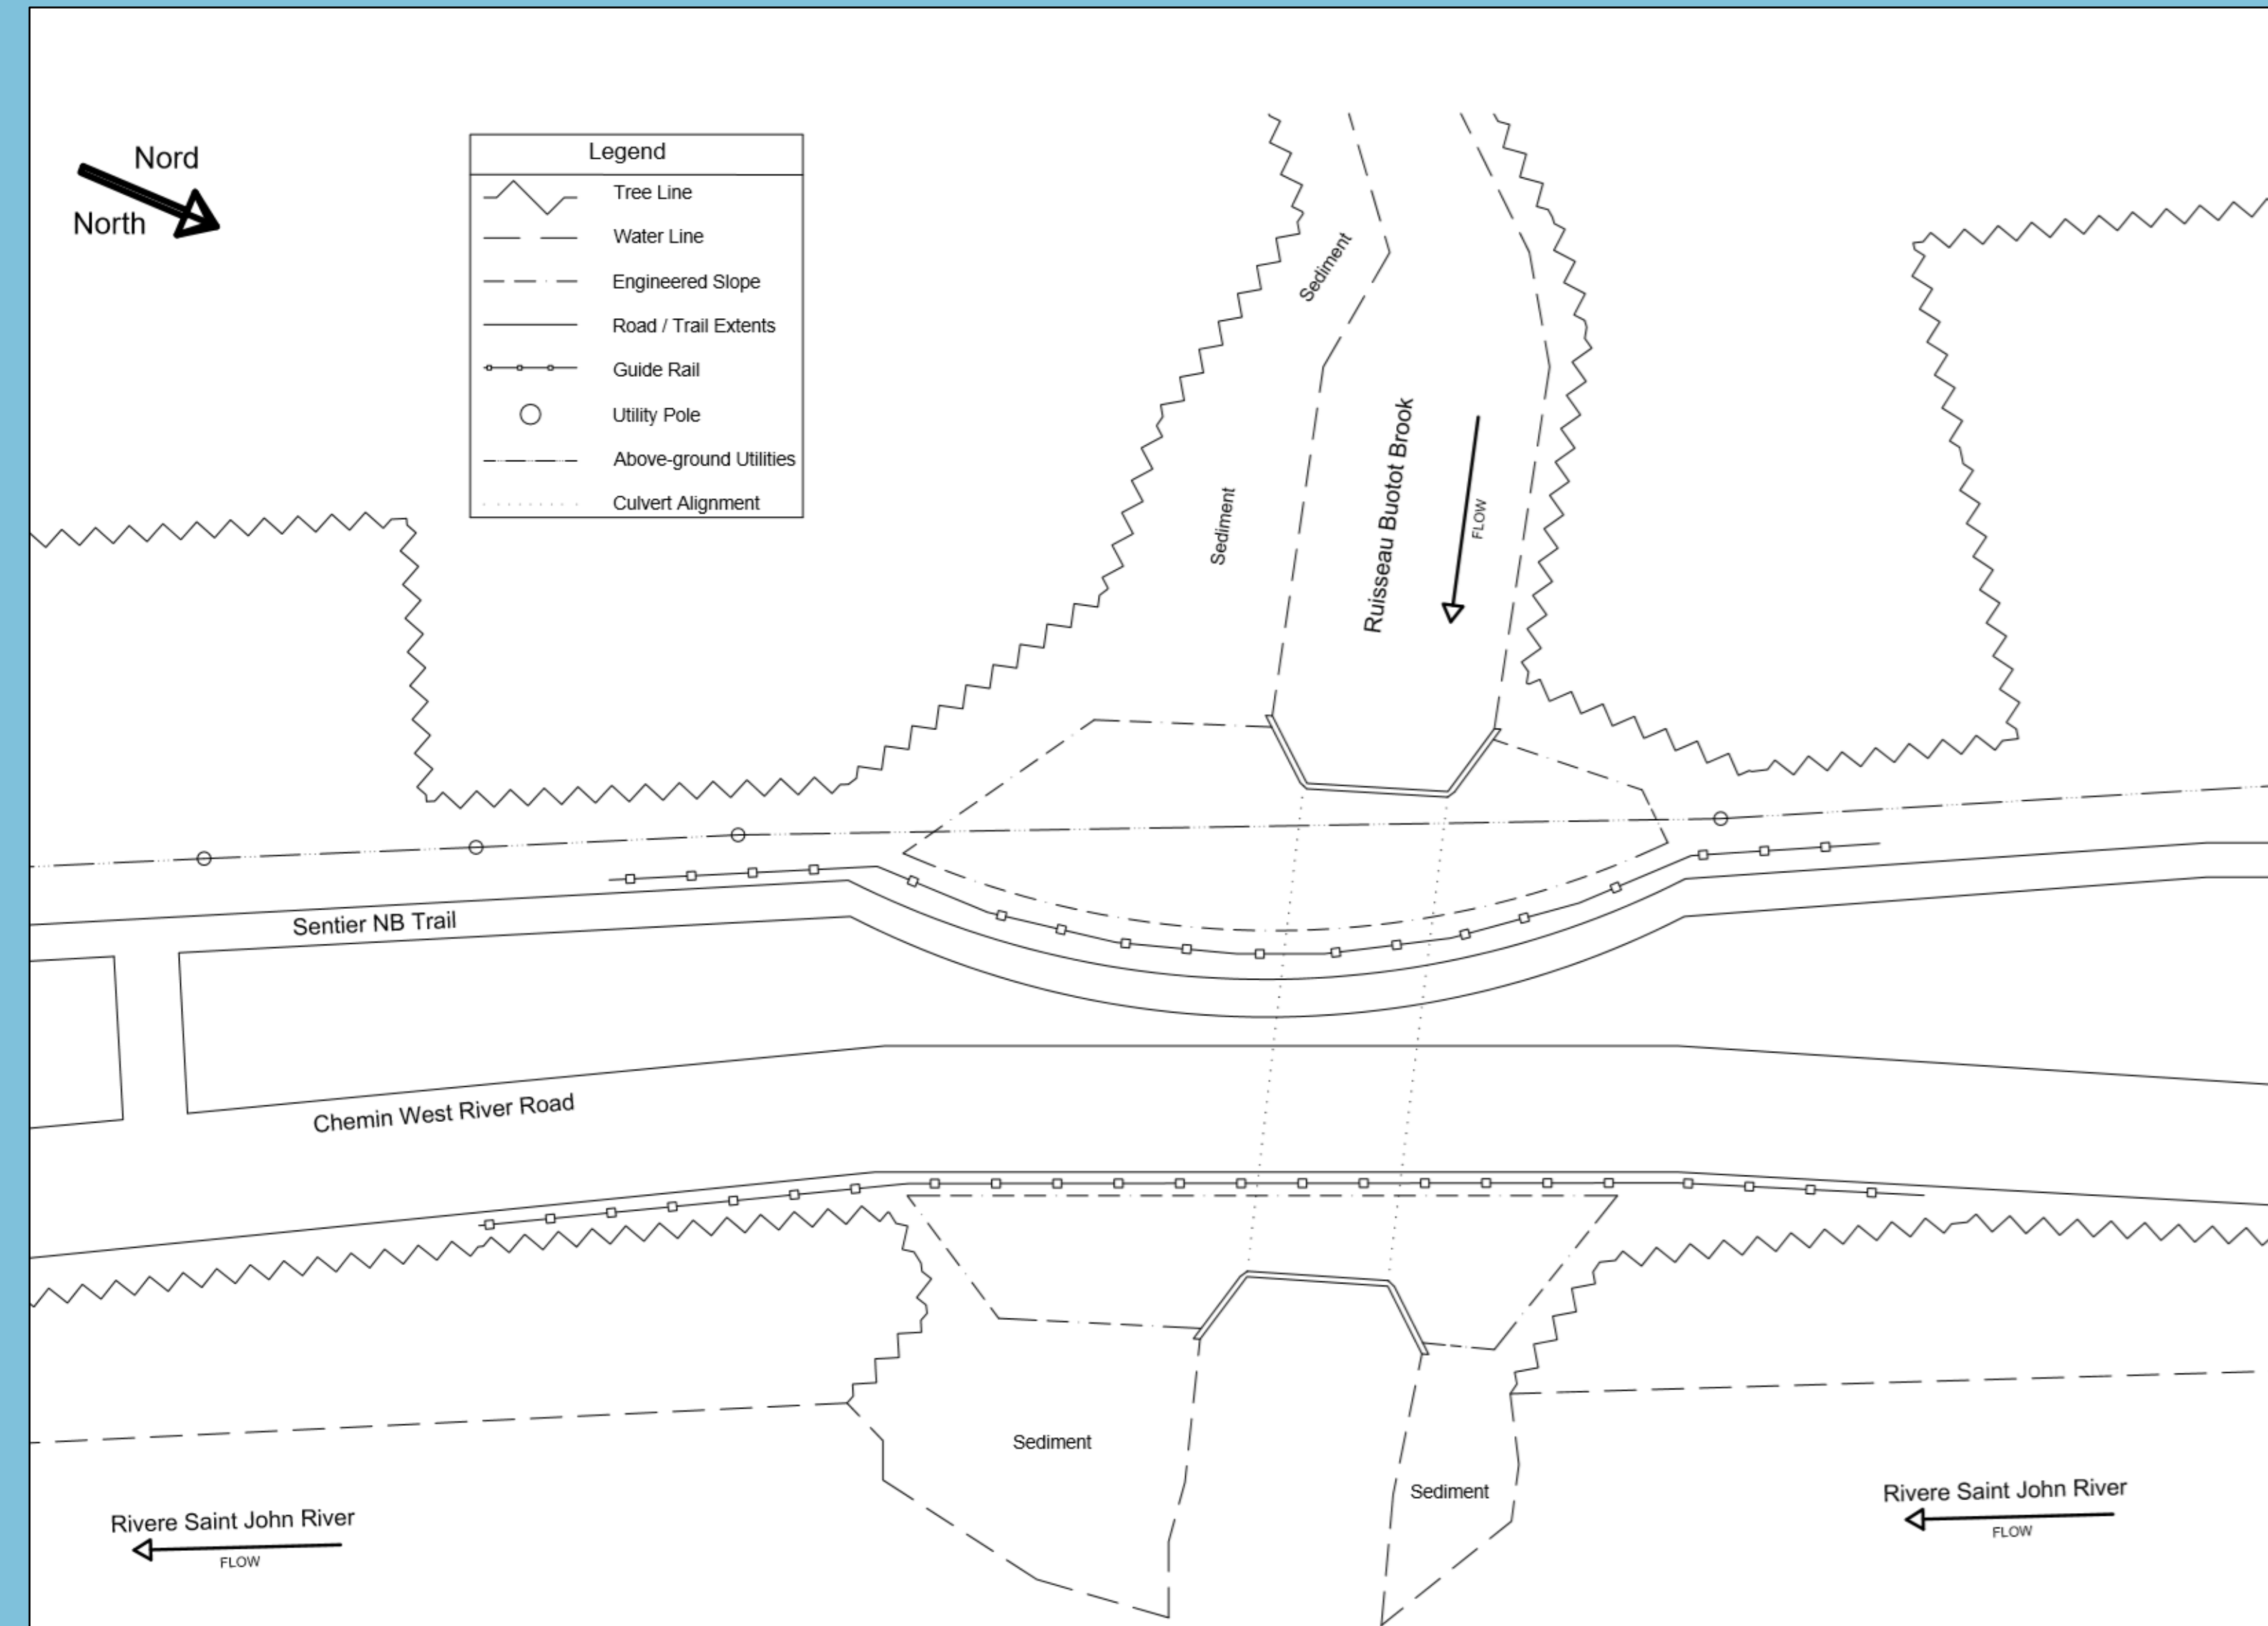 Nord
North
Legend
Tree Line
Water Line
Engineered Slope
Road / Trail Extents
Guide Rail
Utility Pole
Above-ground Utilities
Culvert Alignment
Sediment
Sediment
Ruisseau Buotot Brook
FLOW
Sentier NB Trail
Chemin West River Road
Sediment
Sediment
Rivere Saint John River
FLOW
Rivere Saint John River
FLOW